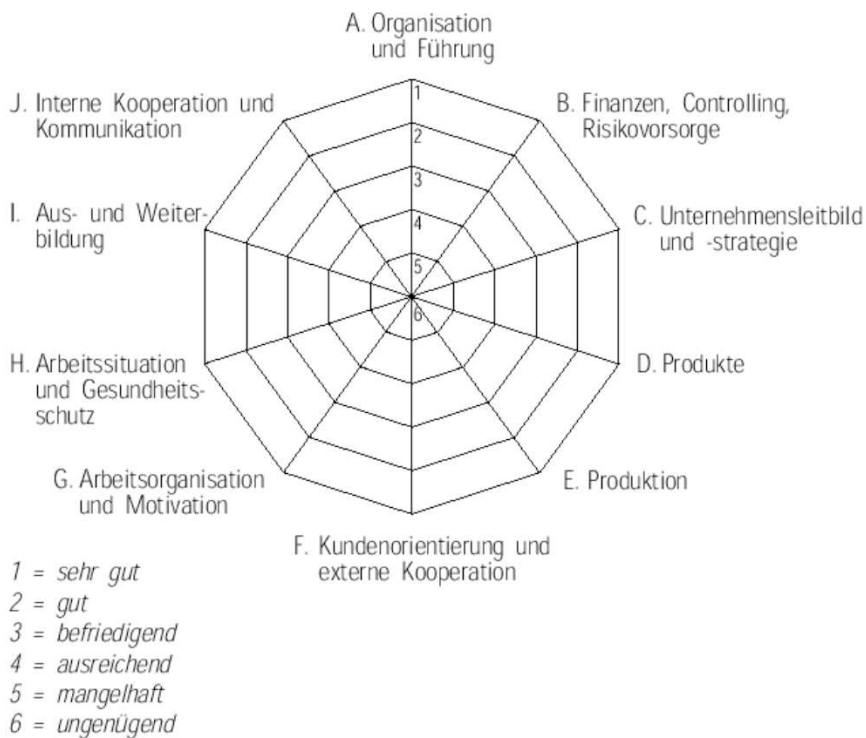 A. Organisation
und Führung
J. Interne Kooperation und
Kommunikation
B. Finanzen, Controlling,
Risikovorsorge
I. Aus- und Weiter-
bildung
C. Unternehmensleitbild
und -strategie
H. Arbeitssituation
und Gesundheits-
schutz
D. Produkte
G. Arbeitsorganisation
und Motivation
E. Produktion
F. Kundenorientierung und
externe Kooperation
1
2
3
4
5
6
1 = sehr gut
2 = gut
3 = befriedigend
4 = ausreichend
5 = mangelhaft
6 = ungenügend